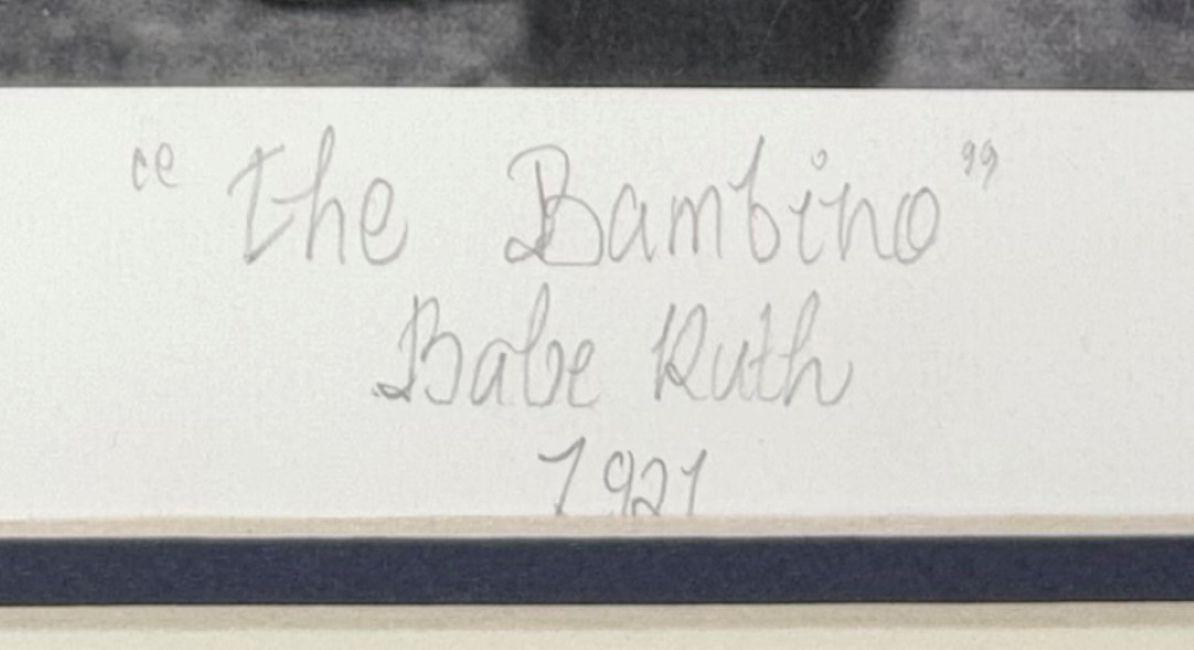 "The Bambino"
Babe Ruth
1921